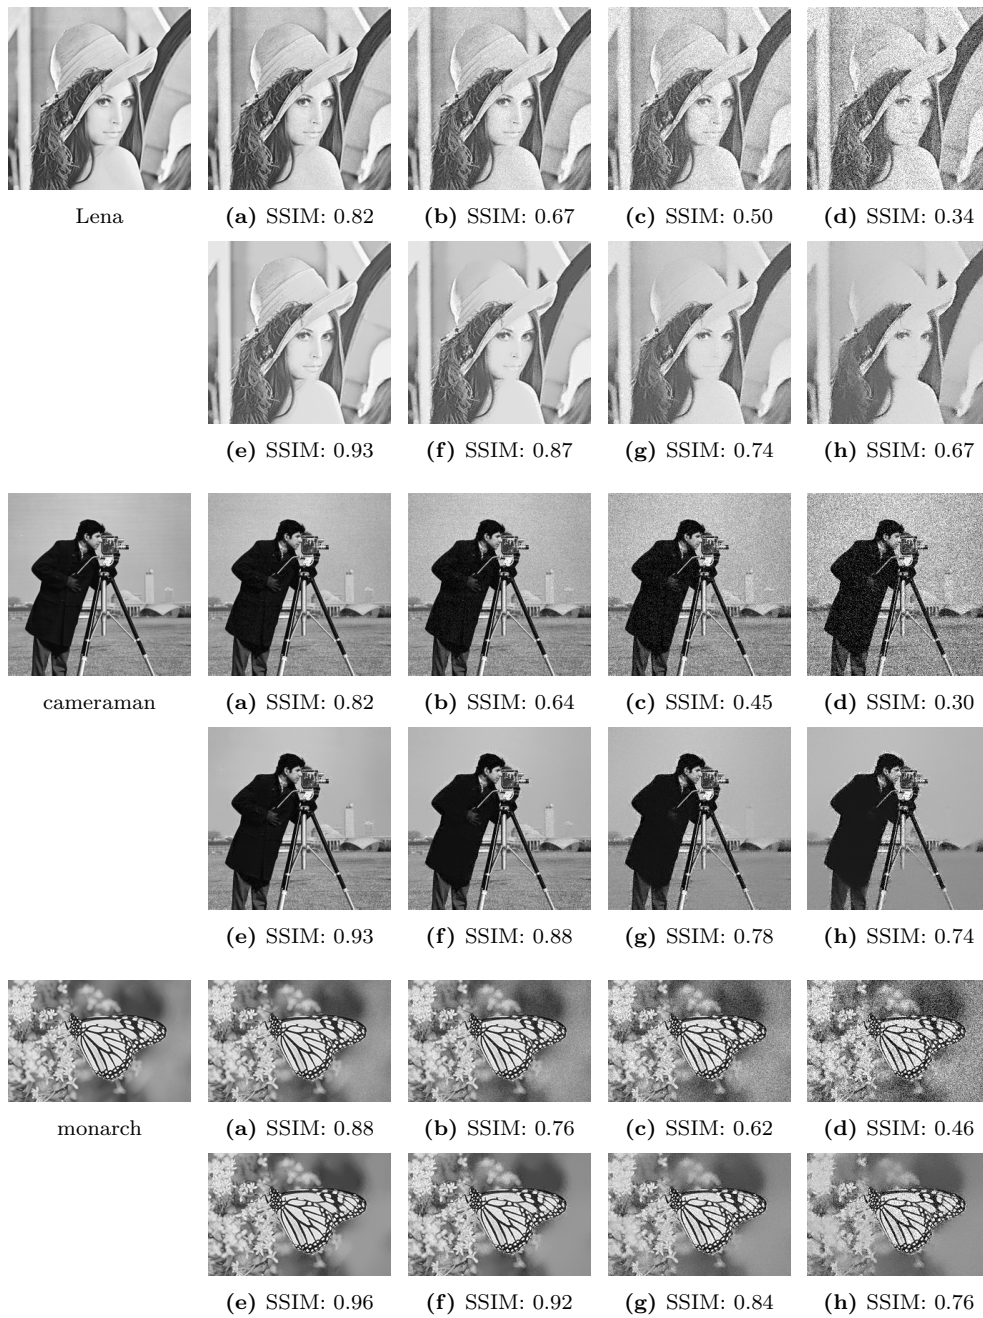 Lena (a) SSIM: 0.82 (b) SSIM: 0.67 (c) SSIM: 0.50 (d) SSIM: 0.34
(e) SSIM: 0.93 (f) SSIM: 0.87 (g) SSIM: 0.74 (h) SSIM: 0.67
cameraman (a) SSIM: 0.82 (b) SSIM: 0.64 (c) SSIM: 0.45 (d) SSIM: 0.30
(e) SSIM: 0.93 (f) SSIM: 0.88 (g) SSIM: 0.78 (h) SSIM: 0.74
monarch (a) SSIM: 0.88 (b) SSIM: 0.76 (c) SSIM: 0.62 (d) SSIM: 0.46
(e) SSIM: 0.96 (f) SSIM: 0.92 (g) SSIM: 0.84 (h) SSIM: 0.76